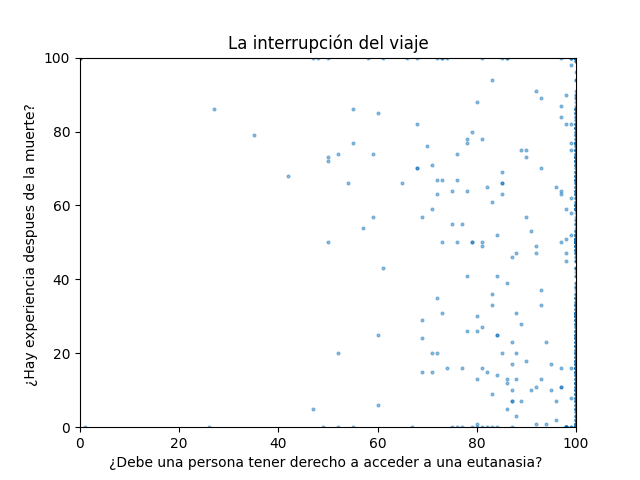 La interrupción del viaje
¿Hay experiencia despues de la muerte?
100
80
60
40
20
0
0 20 40 60 80 100
¿Debe una persona tener derecho a acceder a una eutanasia?